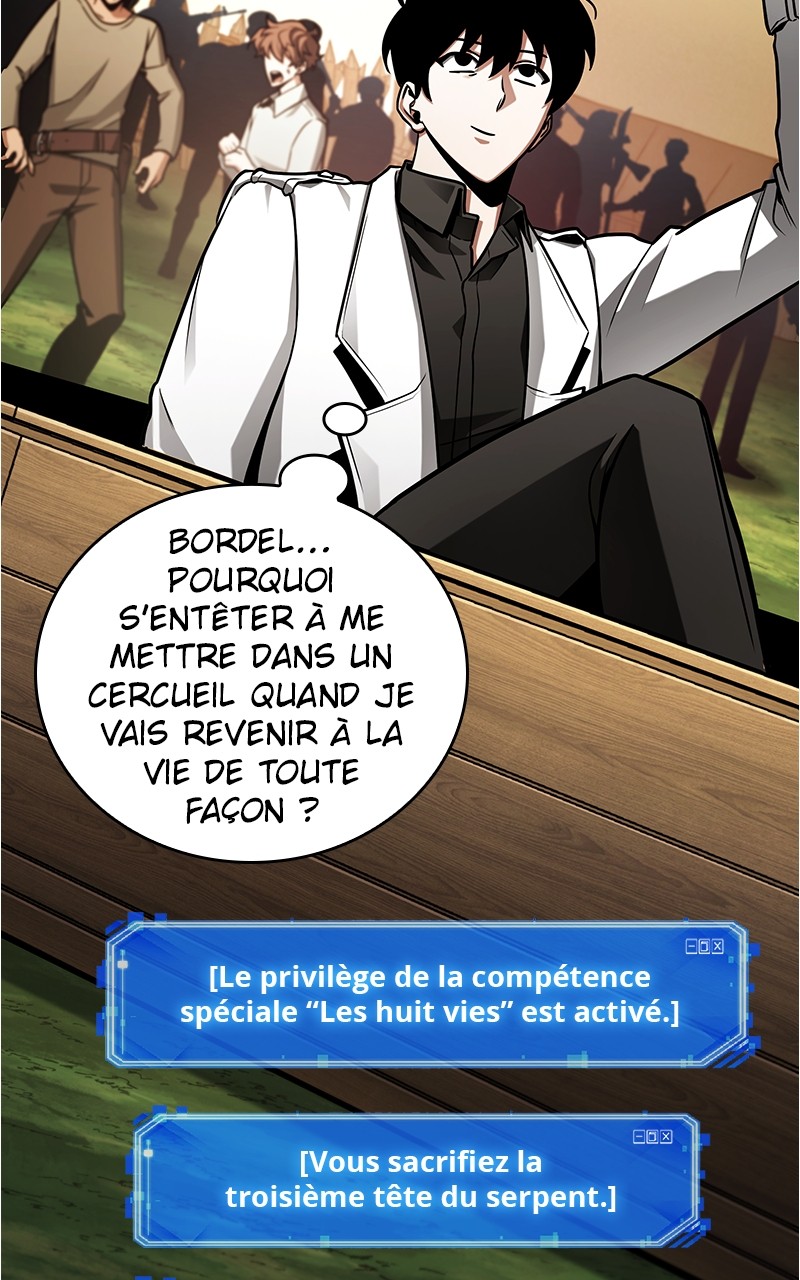 BORDEL...
POURQUOI
S'ENTÊTER À ME
METTRE DANS UN
CERCUEIL QUAND JE
VAIS REVENIR À LA
VIE DE TOUTE
FAÇON ?
[Le privilège de la compétence
spéciale “Les huit vies” est activé.]
[Vous sacrifiez la
troisième tête du serpent.]